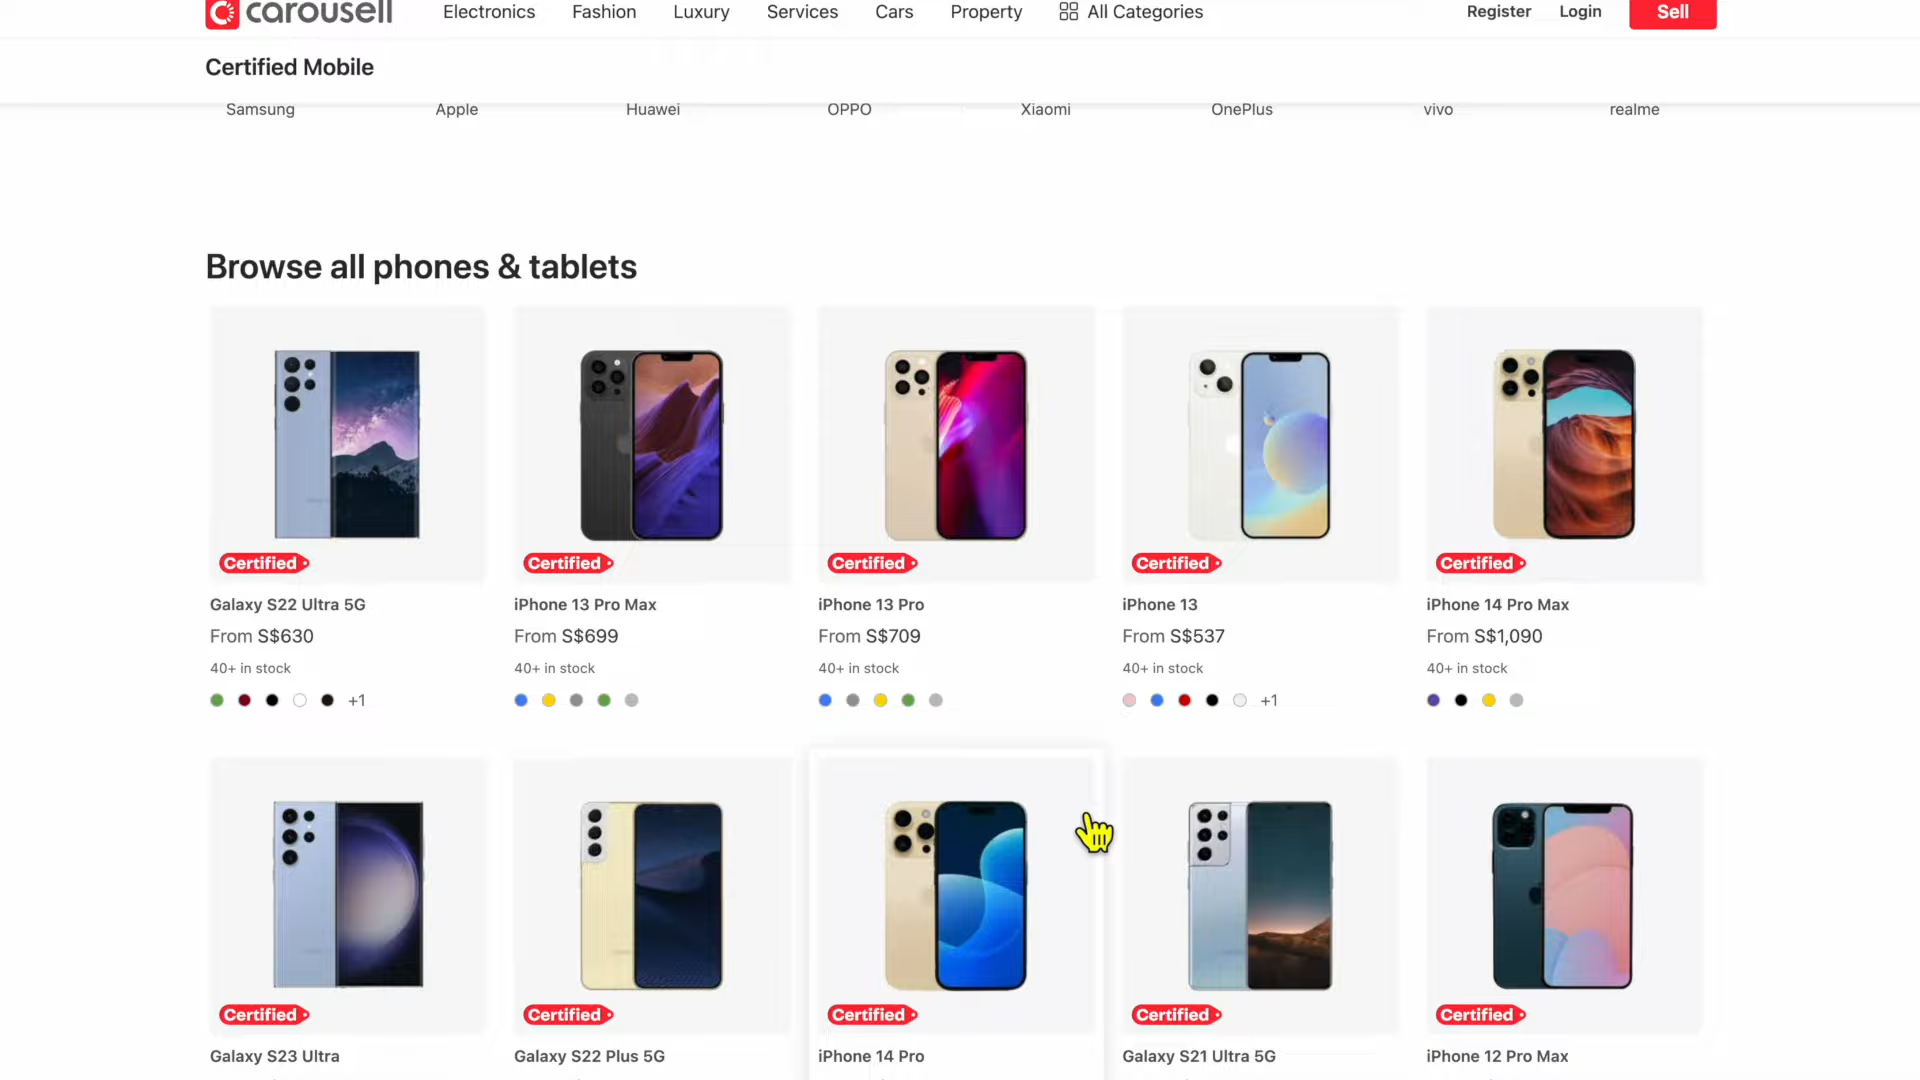 carousell
Electronics Fashion Luxury Services Cars Property All Categories Register Login Sell
Certified Mobile
Samsung Apple Huawei OPPO Xiaomi OnePlus vivo realme
Browse all phones & tablets
Certified Certified Certified Certified Certified
Galaxy S22 Ultra 5G iPhone 13 Pro Max iPhone 13 Pro iPhone 13 iPhone 14 Pro Max
From S$630 From S$699 From S$709 From S$537 From S$1,090
40+ in stock 40+ in stock 40+ in stock 40+ in stock 40+ in stock
+1 +1
Certified Certified Certified Certified Certified
Galaxy S23 Ultra Galaxy S22 Plus 5G iPhone 14 Pro Galaxy S21 Ultra 5G iPhone 12 Pro Max